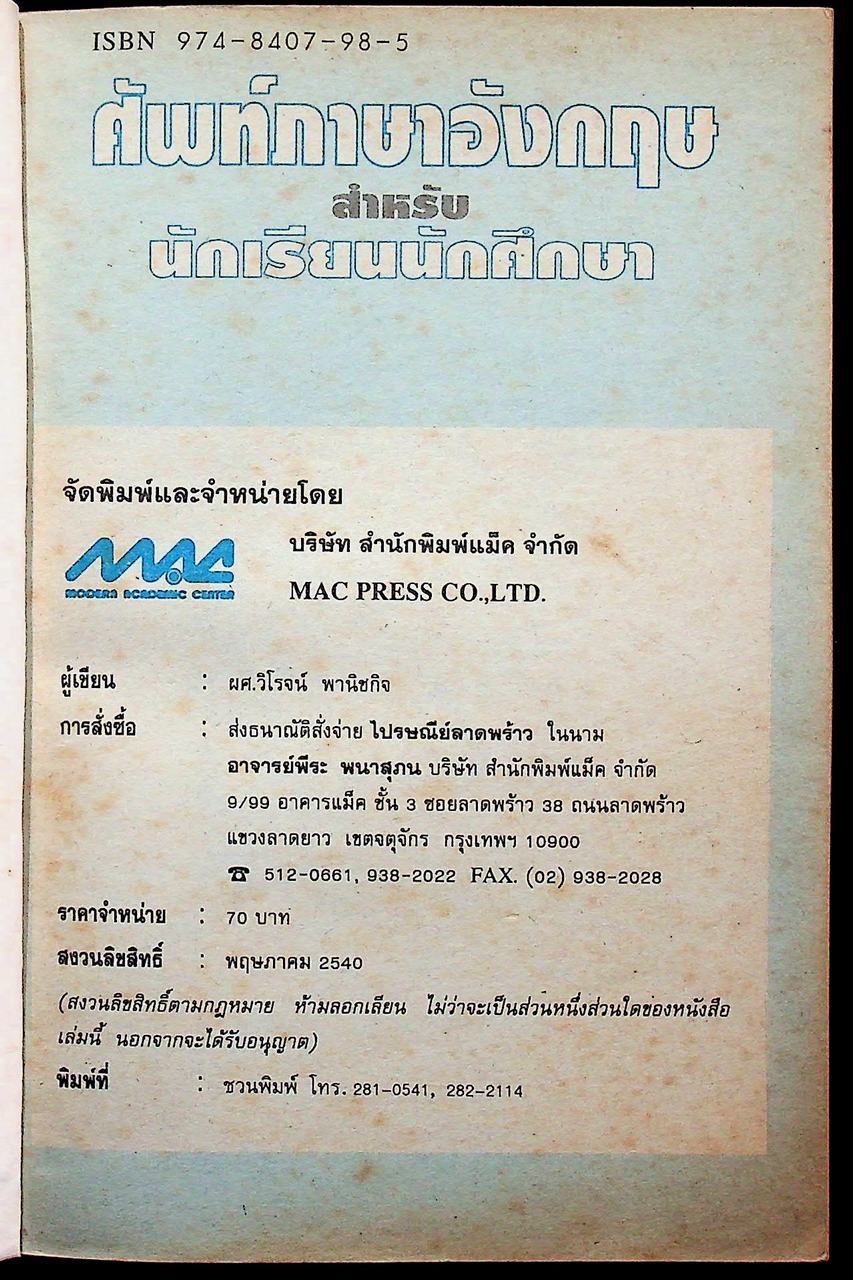 ISBN 974-8407-98-5
ศัพท์ภาษาอังกฤษ
สำหรับ
นักเรียนนักศึกษา
จัดพิมพ์และจำหน่ายโดย
MAC
MODERN ACADEMIC CENTER
บริษัท สำนักพิมพ์แม็ค จำกัด
MAC PRESS CO.,LTD.
ผู้เขียน : ผศ.วิโรจน์ พานิชกิจ
การสั่งซื้อ : ส่งธนาณัติสั่งจ่าย ไปรษณีย์ลาดพร้าว ในนาม
อาจารย์พีระ พนาสุภน บริษัท สำนักพิมพ์แม็ค จำกัด
9/99 อาคารแม็ค ชั้น 3 ซอยลาดพร้าว 38 ถนนลาดพร้าว
แขวงลาดยาว เขตจตุจักร กรุงเทพฯ 10900
☎ 512-0661, 938-2022 FAX. (02) 938-2028
ราคาจำหน่าย : 70 บาท
สงวนลิขสิทธิ์ : พฤษภาคม 2540
(สงวนลิขสิทธิ์ตามกฎหมาย ห้ามลอกเลียน ไม่ว่าจะเป็นส่วนหนึ่งส่วนใดของหนังสือ
เล่มนี้ นอกจากจะได้รับอนุญาต)
พิมพ์ที่ : ชวนพิมพ์ โทร. 281-0541, 282-2114